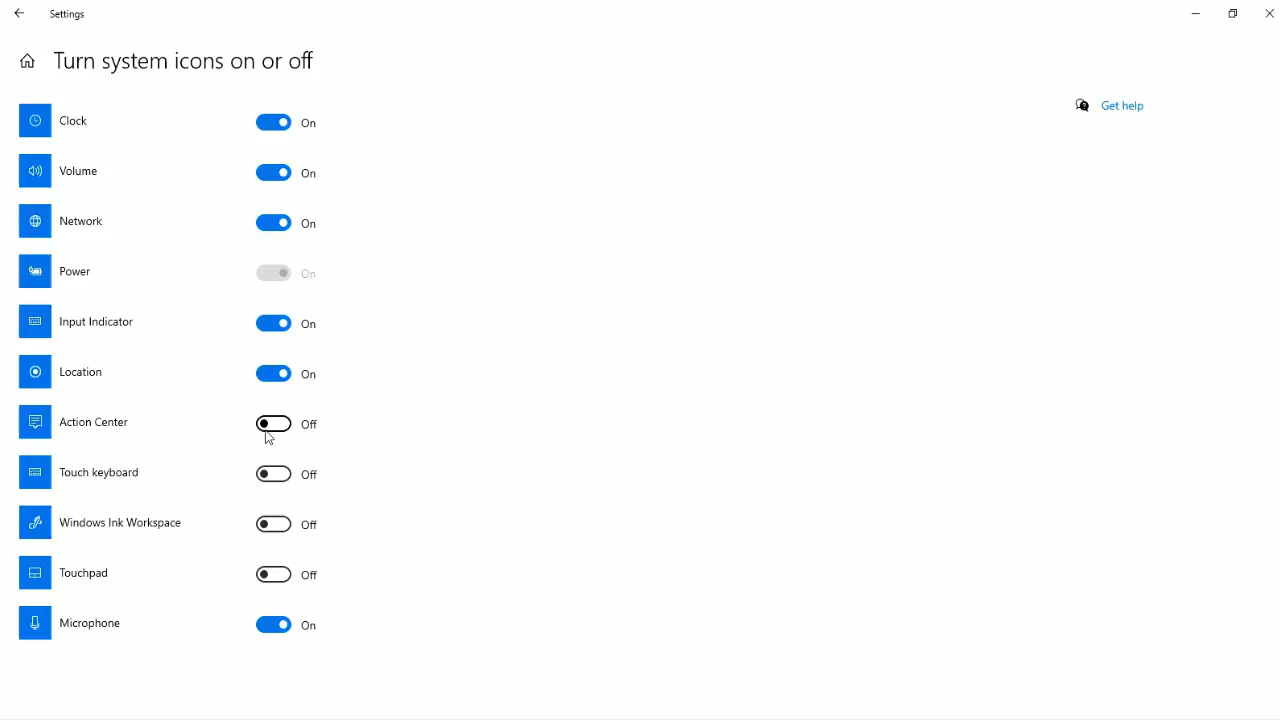 Settings
Turn system icons on or off
Get help
Clock On
Volume On
Network On
Power On
Input Indicator On
Location On
Action Center Off
Touch keyboard Off
Windows Ink Workspace Off
Touchpad Off
Microphone On